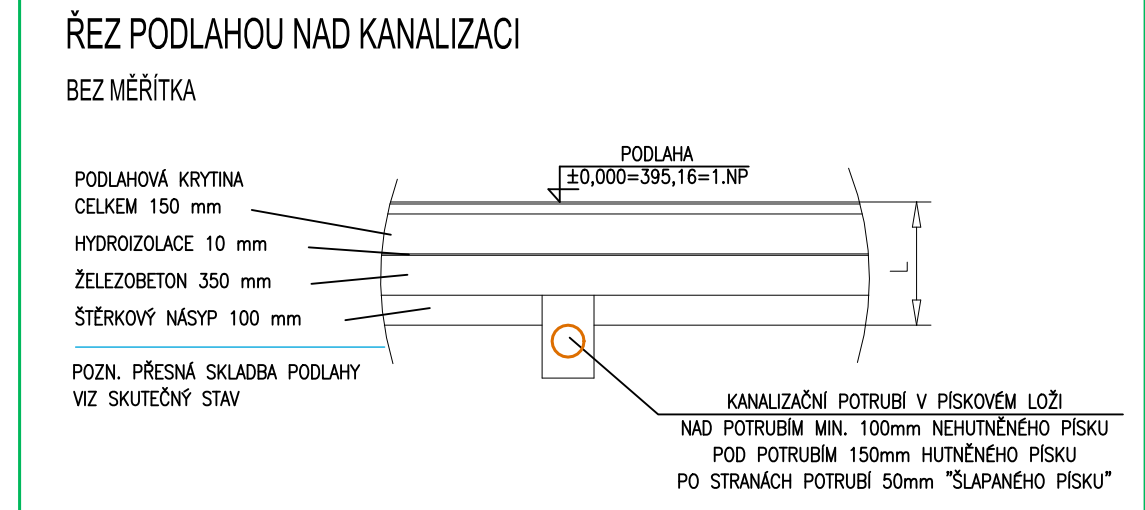 ŘEZ PODLAHOU NAD KANALIZACI
BEZ MĚŘÍTKA
PODLAHOVÁ KRYTINA
CELKEM 150 mm
HYDROIZOLACE 10 mm
ŽELEZOBETON 350 mm
ŠTĚRKOVÝ NÁSYP 100 mm
POZN. PŘESNÁ SKLADBA PODLAHY
VIZ SKUTEČNÝ STAV
PODLAHA
±0,000=395,16=1.NP
L
KANALIZAČNÍ POTRUBÍ V PÍSKOVÉM LOŽI
NAD POTRUBÍM MIN. 100mm NEHUTNĚNÉHO PÍSKU
POD POTRUBÍM 150mm HUTNĚNÉHO PÍSKU
PO STRANÁCH POTRUBÍ 50mm "ŠLAPANÉHO PÍSKU"